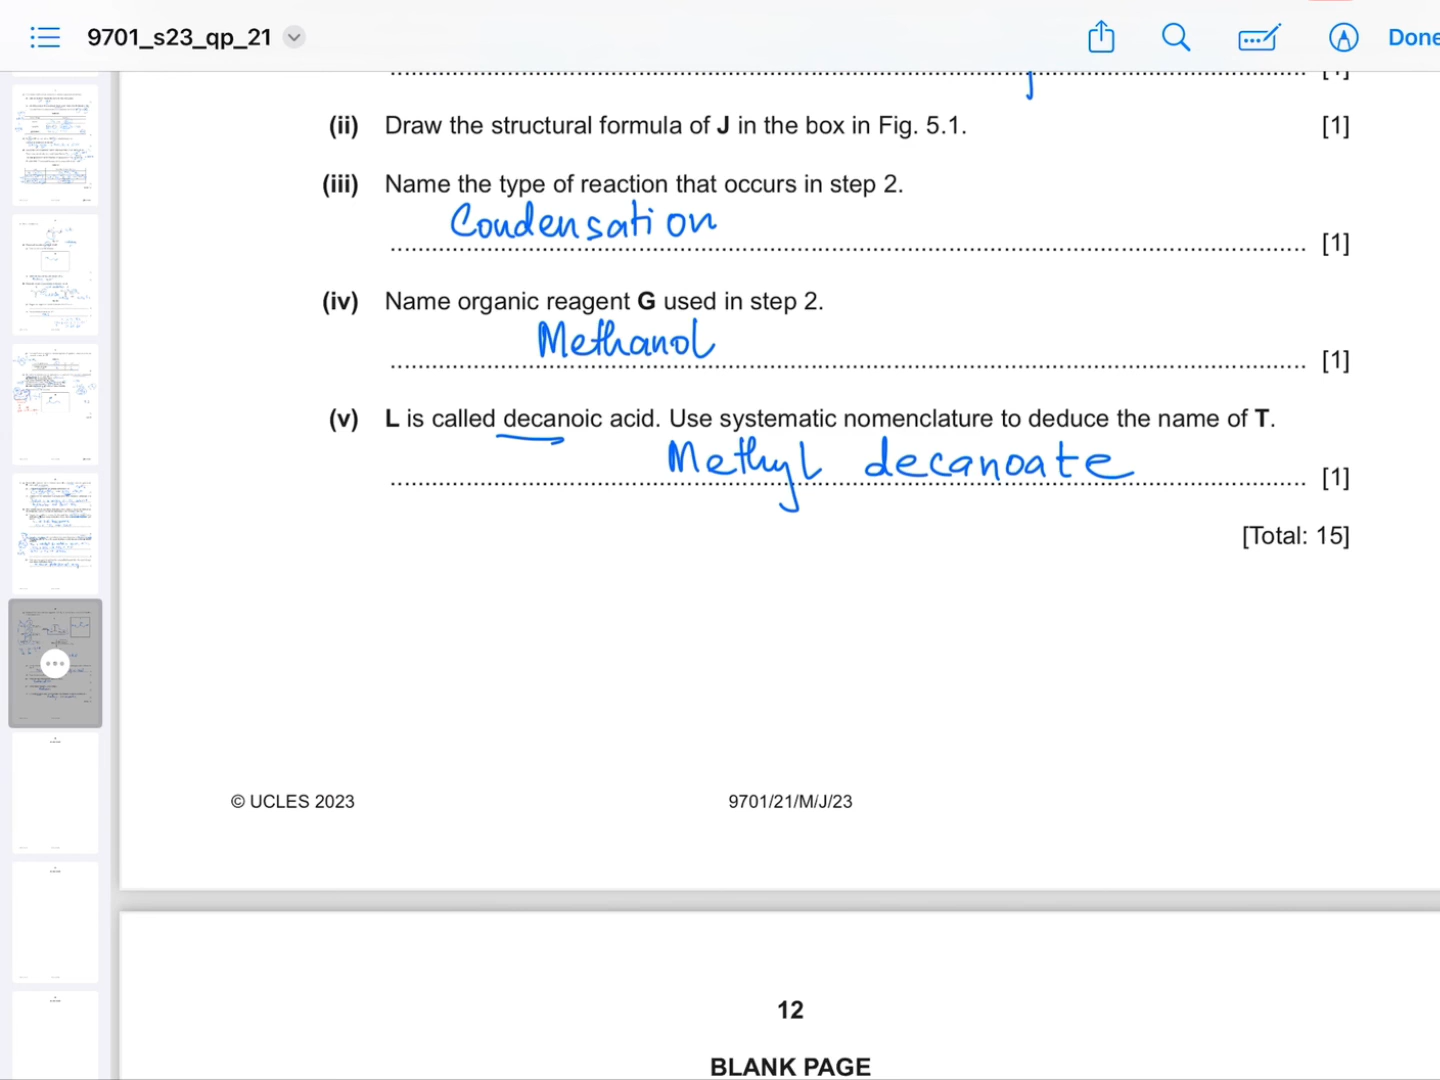 9701_s23_qp_21
Done
[1]
(ii) Draw the structural formula of J in the box in Fig. 5.1. [1]
(iii) Name the type of reaction that occurs in step 2.
Condensation
[1]
(iv) Name organic reagent G used in step 2.
Methanol
[1]
(v) L is called decanoic acid. Use systematic nomenclature to deduce the name of T.
Methyl decanoate
[1]
[Total: 15]
© UCLES 2023 9701/21/M/J/23
12
BLANK PAGE